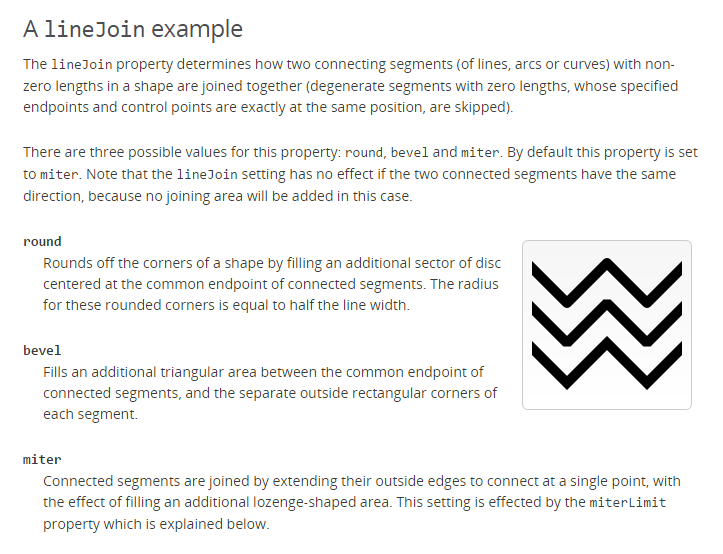 A lineJoin example
The lineJoin property determines how two connecting segments (of lines, arcs or curves) with non-
zero lengths in a shape are joined together (degenerate segments with zero lengths, whose specified
endpoints and control points are exactly at the same position, are skipped).
There are three possible values for this property: round, bevel and miter. By default this property is set
to miter. Note that the lineJoin setting has no effect if the two connected segments have the same
direction, because no joining area will be added in this case.
round
Rounds off the corners of a shape by filling an additional sector of disc
centered at the common endpoint of connected segments. The radius
for these rounded corners is equal to half the line width.
bevel
Fills an additional triangular area between the common endpoint of
connected segments, and the separate outside rectangular corners of
each segment.
miter
Connected segments are joined by extending their outside edges to connect at a single point, with
the effect of filling an additional lozenge-shaped area. This setting is effected by the miterLimit
property which is explained below.